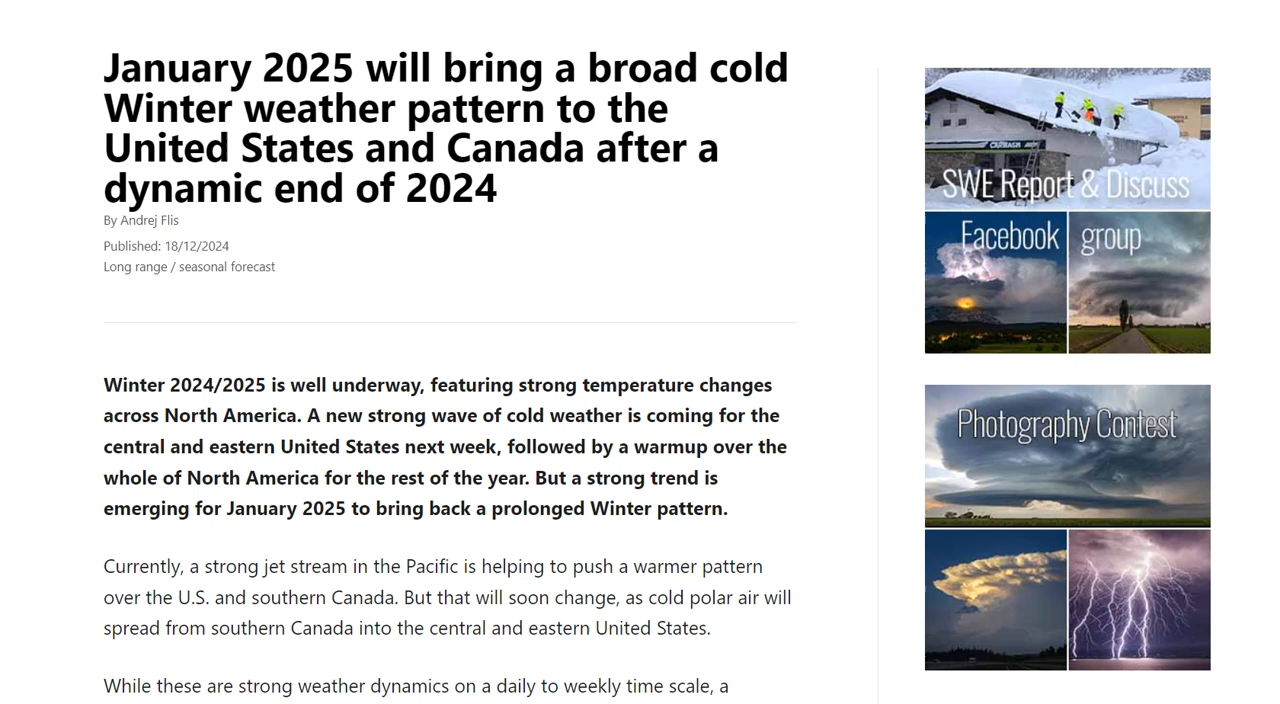 January 2025 will bring a broad cold
Winter weather pattern to the
United States and Canada after a
dynamic end of 2024
By Andrej Flis
Published: 18/12/2024
Long range / seasonal forecast
Winter 2024/2025 is well underway, featuring strong temperature changes
across North America. A new strong wave of cold weather is coming for the
central and eastern United States next week, followed by a warmup over the
whole of North America for the rest of the year. But a strong trend is
emerging for January 2025 to bring back a prolonged Winter pattern.
Currently, a strong jet stream in the Pacific is helping to push a warmer pattern
over the U.S. and southern Canada. But that will soon change, as cold polar air will
spread from southern Canada into the central and eastern United States.
While these are strong weather dynamics on a daily to weekly time scale, a
SWE Report & Discuss
Facebook group
Photography Contest